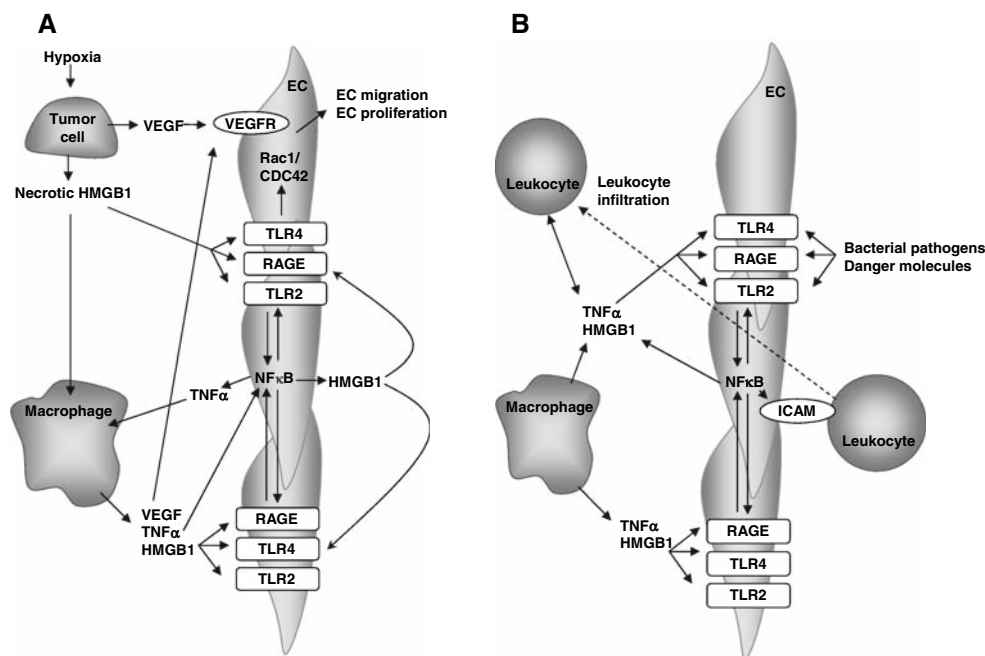 A
Hypoxia
Tumor
cell
VEGF
VEGFR
EC
EC migration
EC proliferation
Rac1/
CDC42
Necrotic HMGB1
TLR4
RAGE
TLR2
NFκB
HMGB1
TNFα
Macrophage
VEGF
TNFα
HMGB1
RAGE
TLR4
TLR2
B
EC
Leukocyte
Leukocyte
infiltration
TLR4
RAGE
TLR2
Bacterial pathogens
Danger molecules
TNFα
HMGB1
NFκB
ICAM
Macrophage
Leukocyte
TNFα
HMGB1
RAGE
TLR4
TLR2